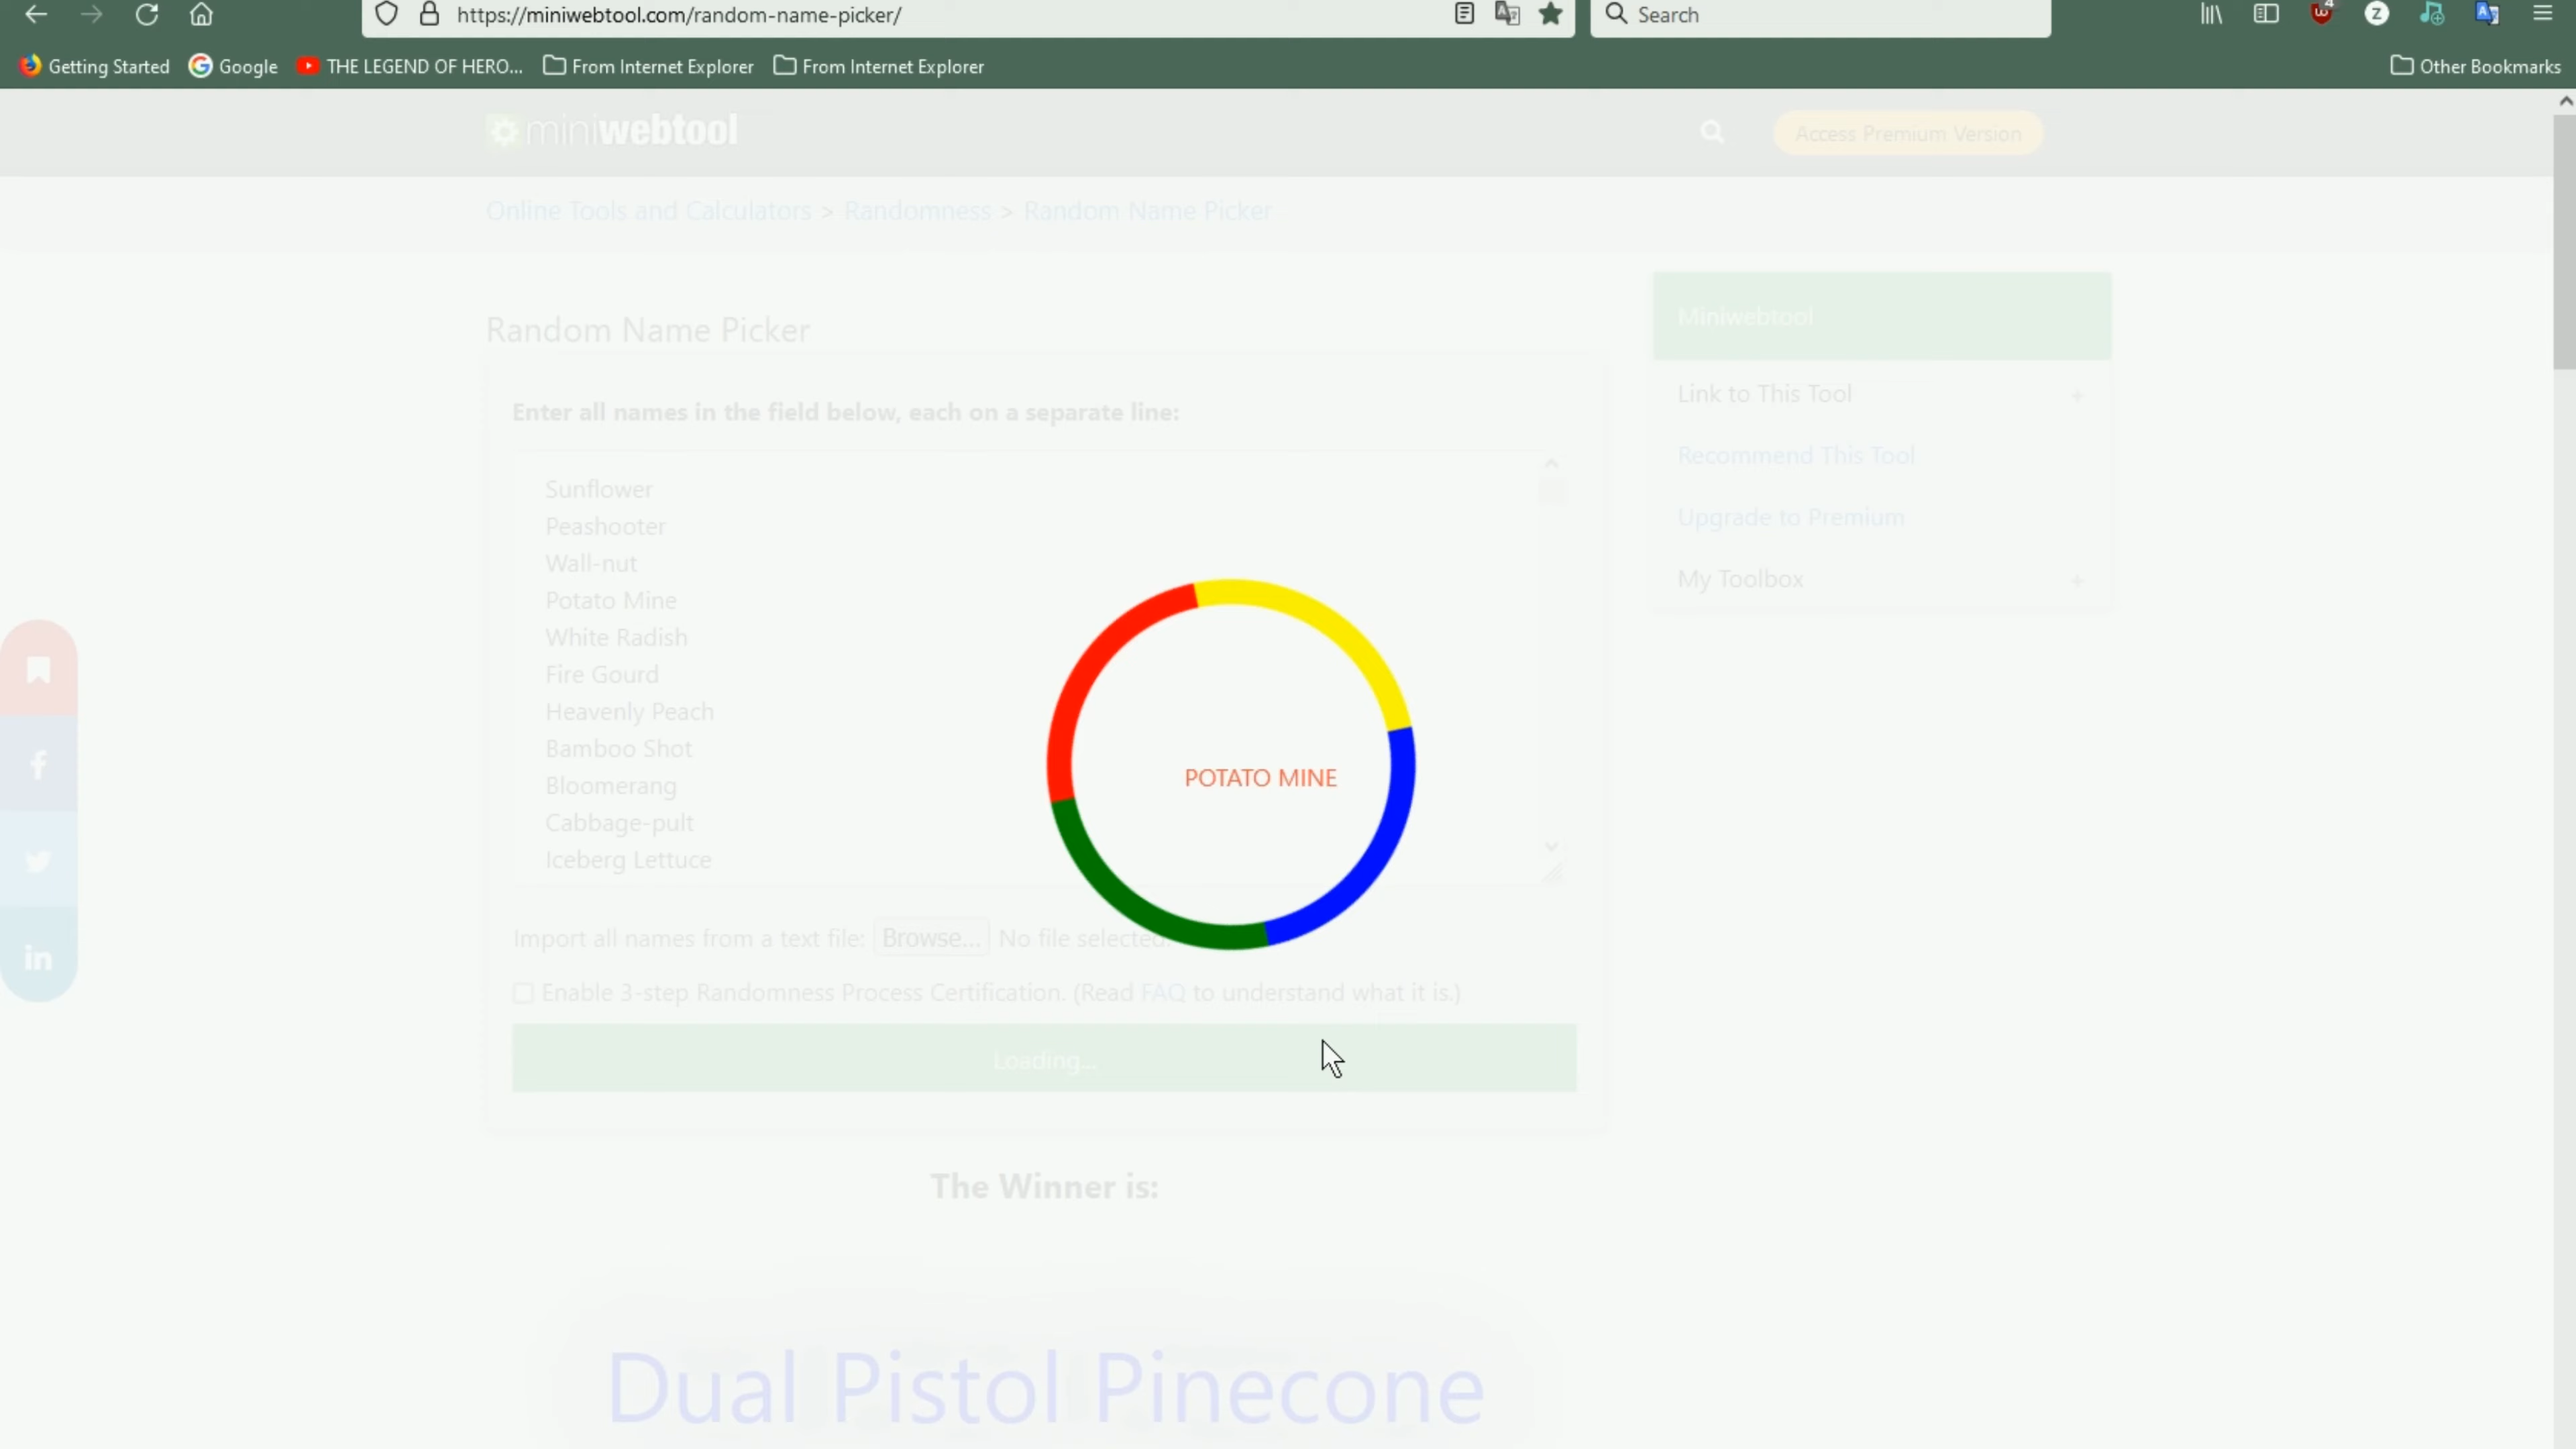 https://miniwebtool.com/random-name-picker/
Search
4
Z
Getting Started
Google
THE LEGEND OF HERO...
From Internet Explorer
From Internet Explorer
Other Bookmarks
miniwebtool
Access Premium Version
Online Tools and Calculators > Randomness > Random Name Picker
Random Name Picker
Enter all names in the field below, each on a separate line:
Sunflower
Peashooter
Wall-nut
Potato Mine
White Radish
Fire Gourd
Heavenly Peach
Bamboo Shot
Bloomerang
Cabbage-pult
Iceberg Lettuce
POTATO MINE
Import all names from a text file: Browse... No file selected.
Enable 3-step Randomness Process Certification. (Read FAQ to understand what it is.)
Loading...
The Winner is:
Dual Pistol Pinecone
Miniwebtool
Link to This Tool +
Recommend This Tool
Upgrade to Premium
My Toolbox +